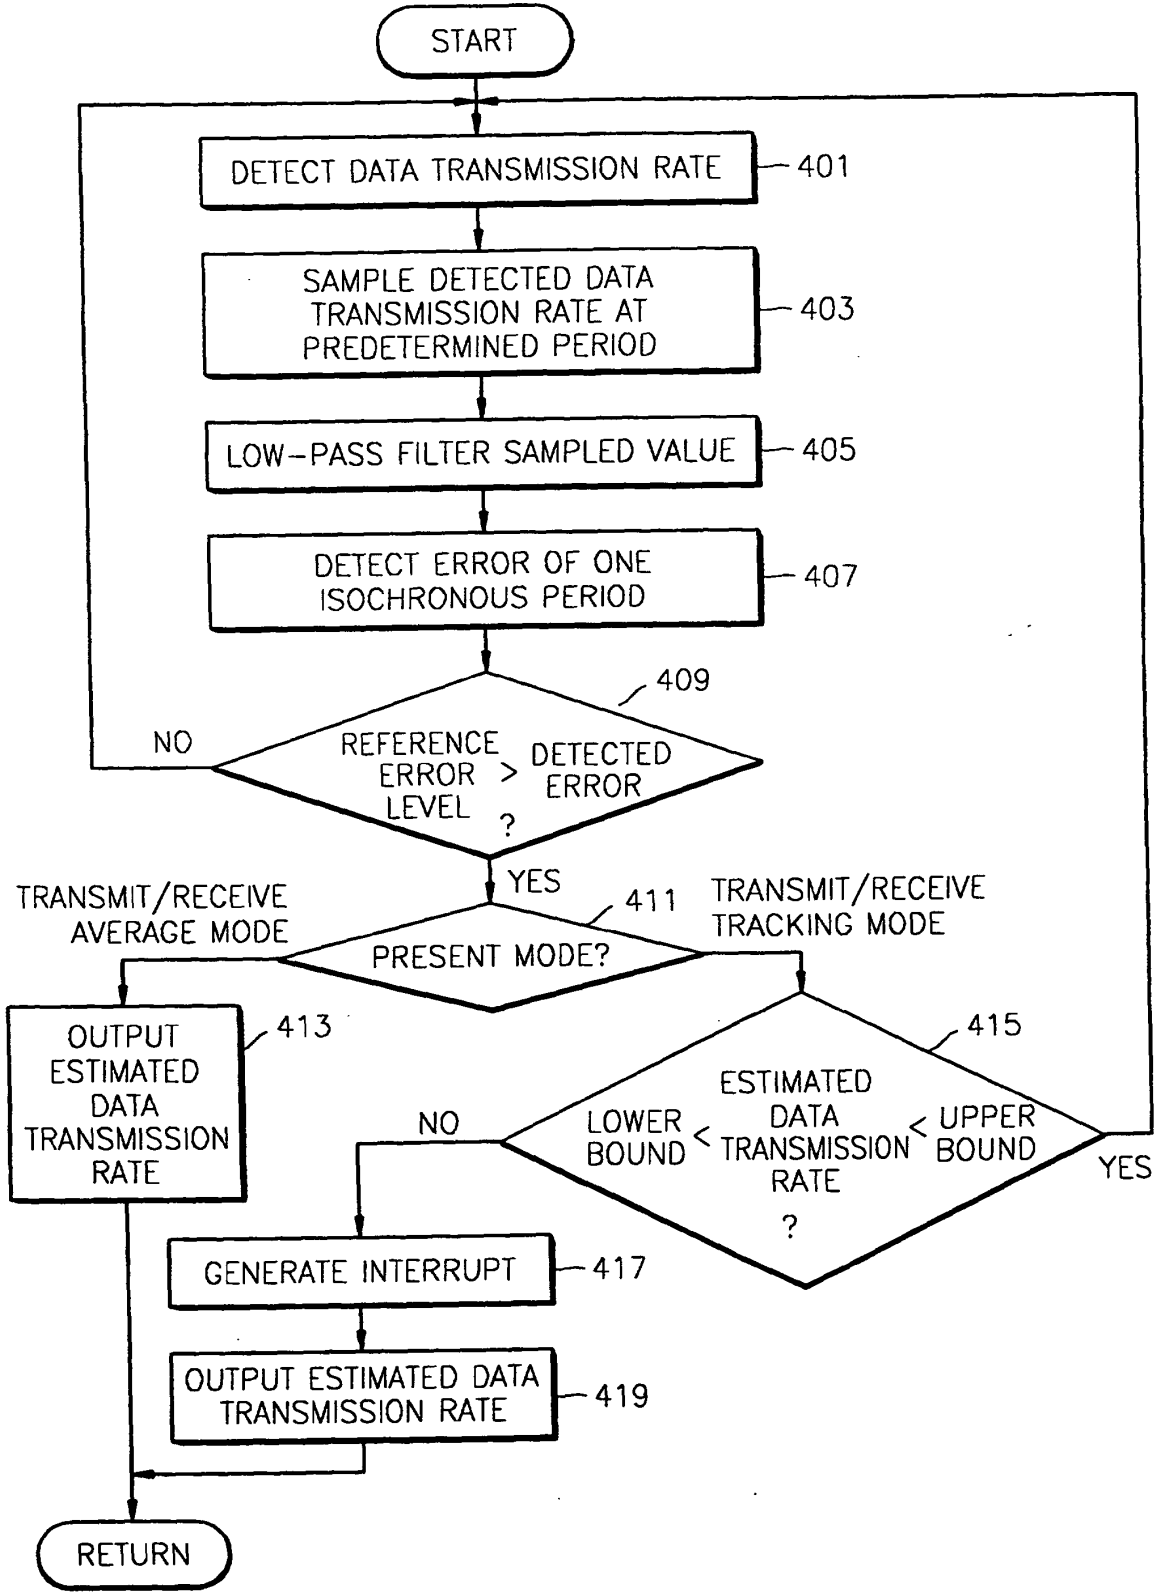 START
DETECT DATA TRANSMISSION RATE
401
SAMPLE DETECTED DATA
TRANSMISSION RATE AT
PREDETERMINED PERIOD
403
LOW-PASS FILTER SAMPLED VALUE
405
DETECT ERROR OF ONE
ISOCHRONOUS PERIOD
407
409
NO
REFERENCE
ERROR
LEVEL
>
DETECTED
ERROR
?
YES
TRANSMIT/RECEIVE
AVERAGE MODE
411
TRANSMIT/RECEIVE
TRACKING MODE
PRESENT MODE?
OUTPUT
ESTIMATED
DATA
TRANSMISSION
RATE
413
415
NO
LOWER
BOUND
<
ESTIMATED
DATA
TRANSMISSION
RATE
<
UPPER
BOUND
?
YES
GENERATE INTERRUPT
417
OUTPUT ESTIMATED DATA
TRANSMISSION RATE
419
RETURN